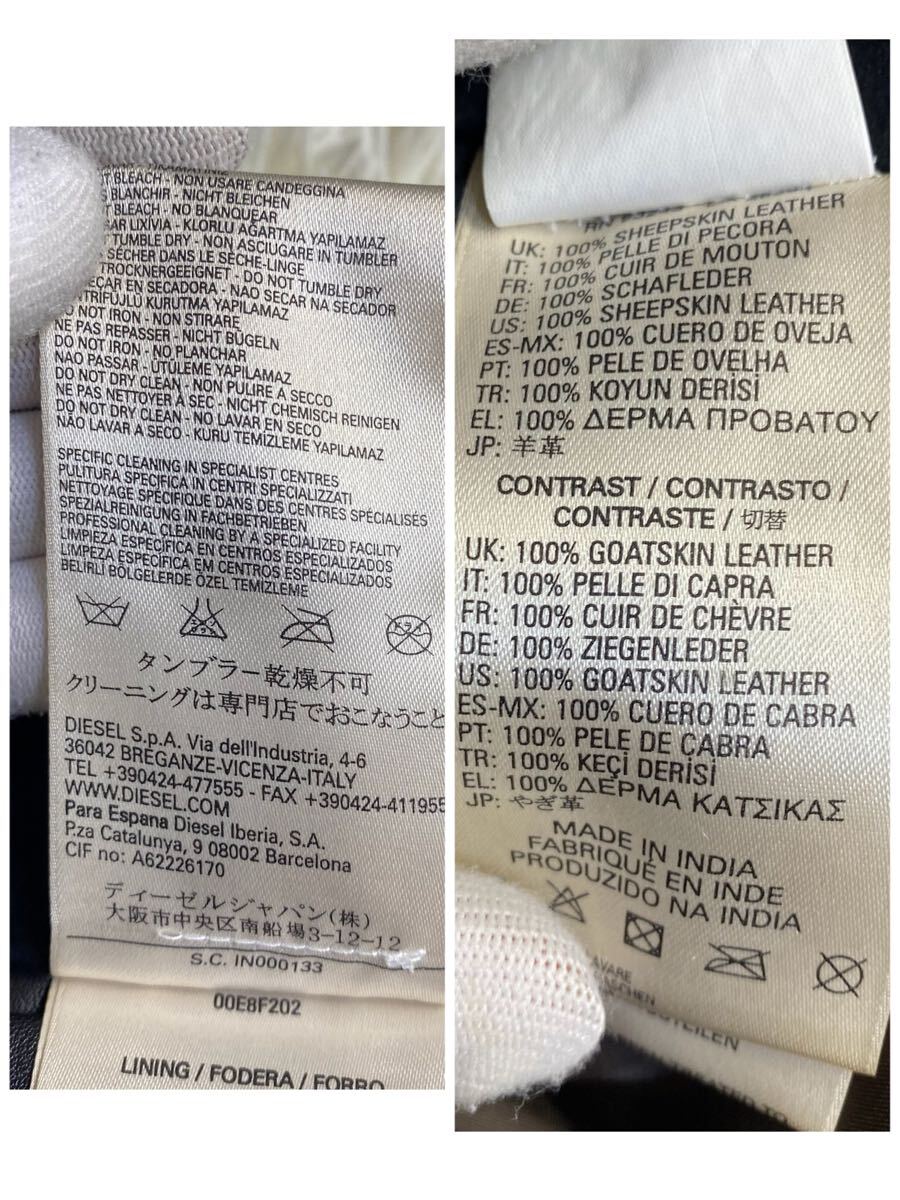 BLEACH - NON USARE CANDEGGINA
BLANCHIR - NICHT BLEICHEN
BLEACH - NO BLANQUEAR
LIXÍVIA - KLORLU AĞARTMA YAPILAMAZ
TUMBLE DRY - NON ASCIUGARE IN TUMBLER
SÉCHER DANS LE SÈCHE-LINGE
TROCKNERGEEIGNET - DO NOT TUMBLE DRY
EN SECADORA - NAO SECAR NA SECADOR
KURUTMA YAPILAMAZ
NOT IRON - NON STIRARE
NE PAS REPASSER - NICHT BÜGELN
DO NOT IRON - NO PLANCHAR
NAO PASSAR - ÜTÜLEME YAPILAMAZ
DO NOT DRY CLEAN - NON PULIRE A SECCO
NE PAS NETTOYER A SEC - NICHT CHEMISCH REINIGEN
DO NOT DRY CLEAN - NO LAVAR EN SECO
NÃO LAVAR A SECO - KURU TEMİZLEME YAPILAMAZ
SPECIFIC CLEANING IN SPECIALIST CENTRES
PULITURA SPECIFICA IN CENTRI SPECIALIZZATI
NETTOYAGE SPÉCIFIQUE DANS DES CENTRES SPÉCIALISÉS
SPEZIALREINIGUNG IN FACHBETRIEBEN
PROFESSIONAL CLEANING BY A SPECIALIZED FACILITY
LIMPIEZA ESPECÍFICA EN CENTROS ESPECIALIZADOS
LIMPEZA ESPECÍFICA EM CENTROS ESPECIALIZADOS
BELIRLI BÖLGELERDE ÖZEL TEMIZLEME
タンブラー乾燥不可
クリーニングは専門店でおこなうこと
DIESEL S.p.A. Via dell'Industria, 4-6
36042 BREGANZE-VICENZA-ITALY
TEL +390424-477555 - FAX +390424-411955
WWW.DIESEL.COM
Para Espana Diesel Iberia, S.A.
P.za Catalunya, 9 08002 Barcelona
CIF no: A62226170
ディーゼルジャパン(株)
大阪市中央区南船場3-12-12
S.C. IN000133
00E8F202
LINING / FODERA / FORRO
UK: 100% SHEEPSKIN LEATHER
IT: 100% PELLE DI PECORA
FR: 100% CUIR DE MOUTON
DE: 100% SCHAFLEDER
US: 100% SHEEPSKIN LEATHER
ES-MX: 100% CUERO DE OVEJA
PT: 100% PELE DE OVELHA
TR: 100% KOYUN DERİSİ
EL: 100% ΔΕΡΜΑ ΠΡΟΒΑΤΟΥ
JP: 羊革
CONTRAST / CONTRASTO /
CONTRASTE / 切替
UK: 100% GOATSKIN LEATHER
IT: 100% PELLE DI CAPRA
FR: 100% CUIR DE CHÈVRE
DE: 100% ZIEGENLEDER
US: 100% GOATSKIN LEATHER
ES-MX: 100% CUERO DE CABRA
PT: 100% PELE DE CABRA
TR: 100% KEÇİ DERİSİ
EL: 100% ΔΕΡΜΑ ΚΑΤΣΙΚΑΣ
JP: やぎ革
MADE IN INDIA
FABRIQUÉ EN INDE
PRODUZIDO NA INDIA